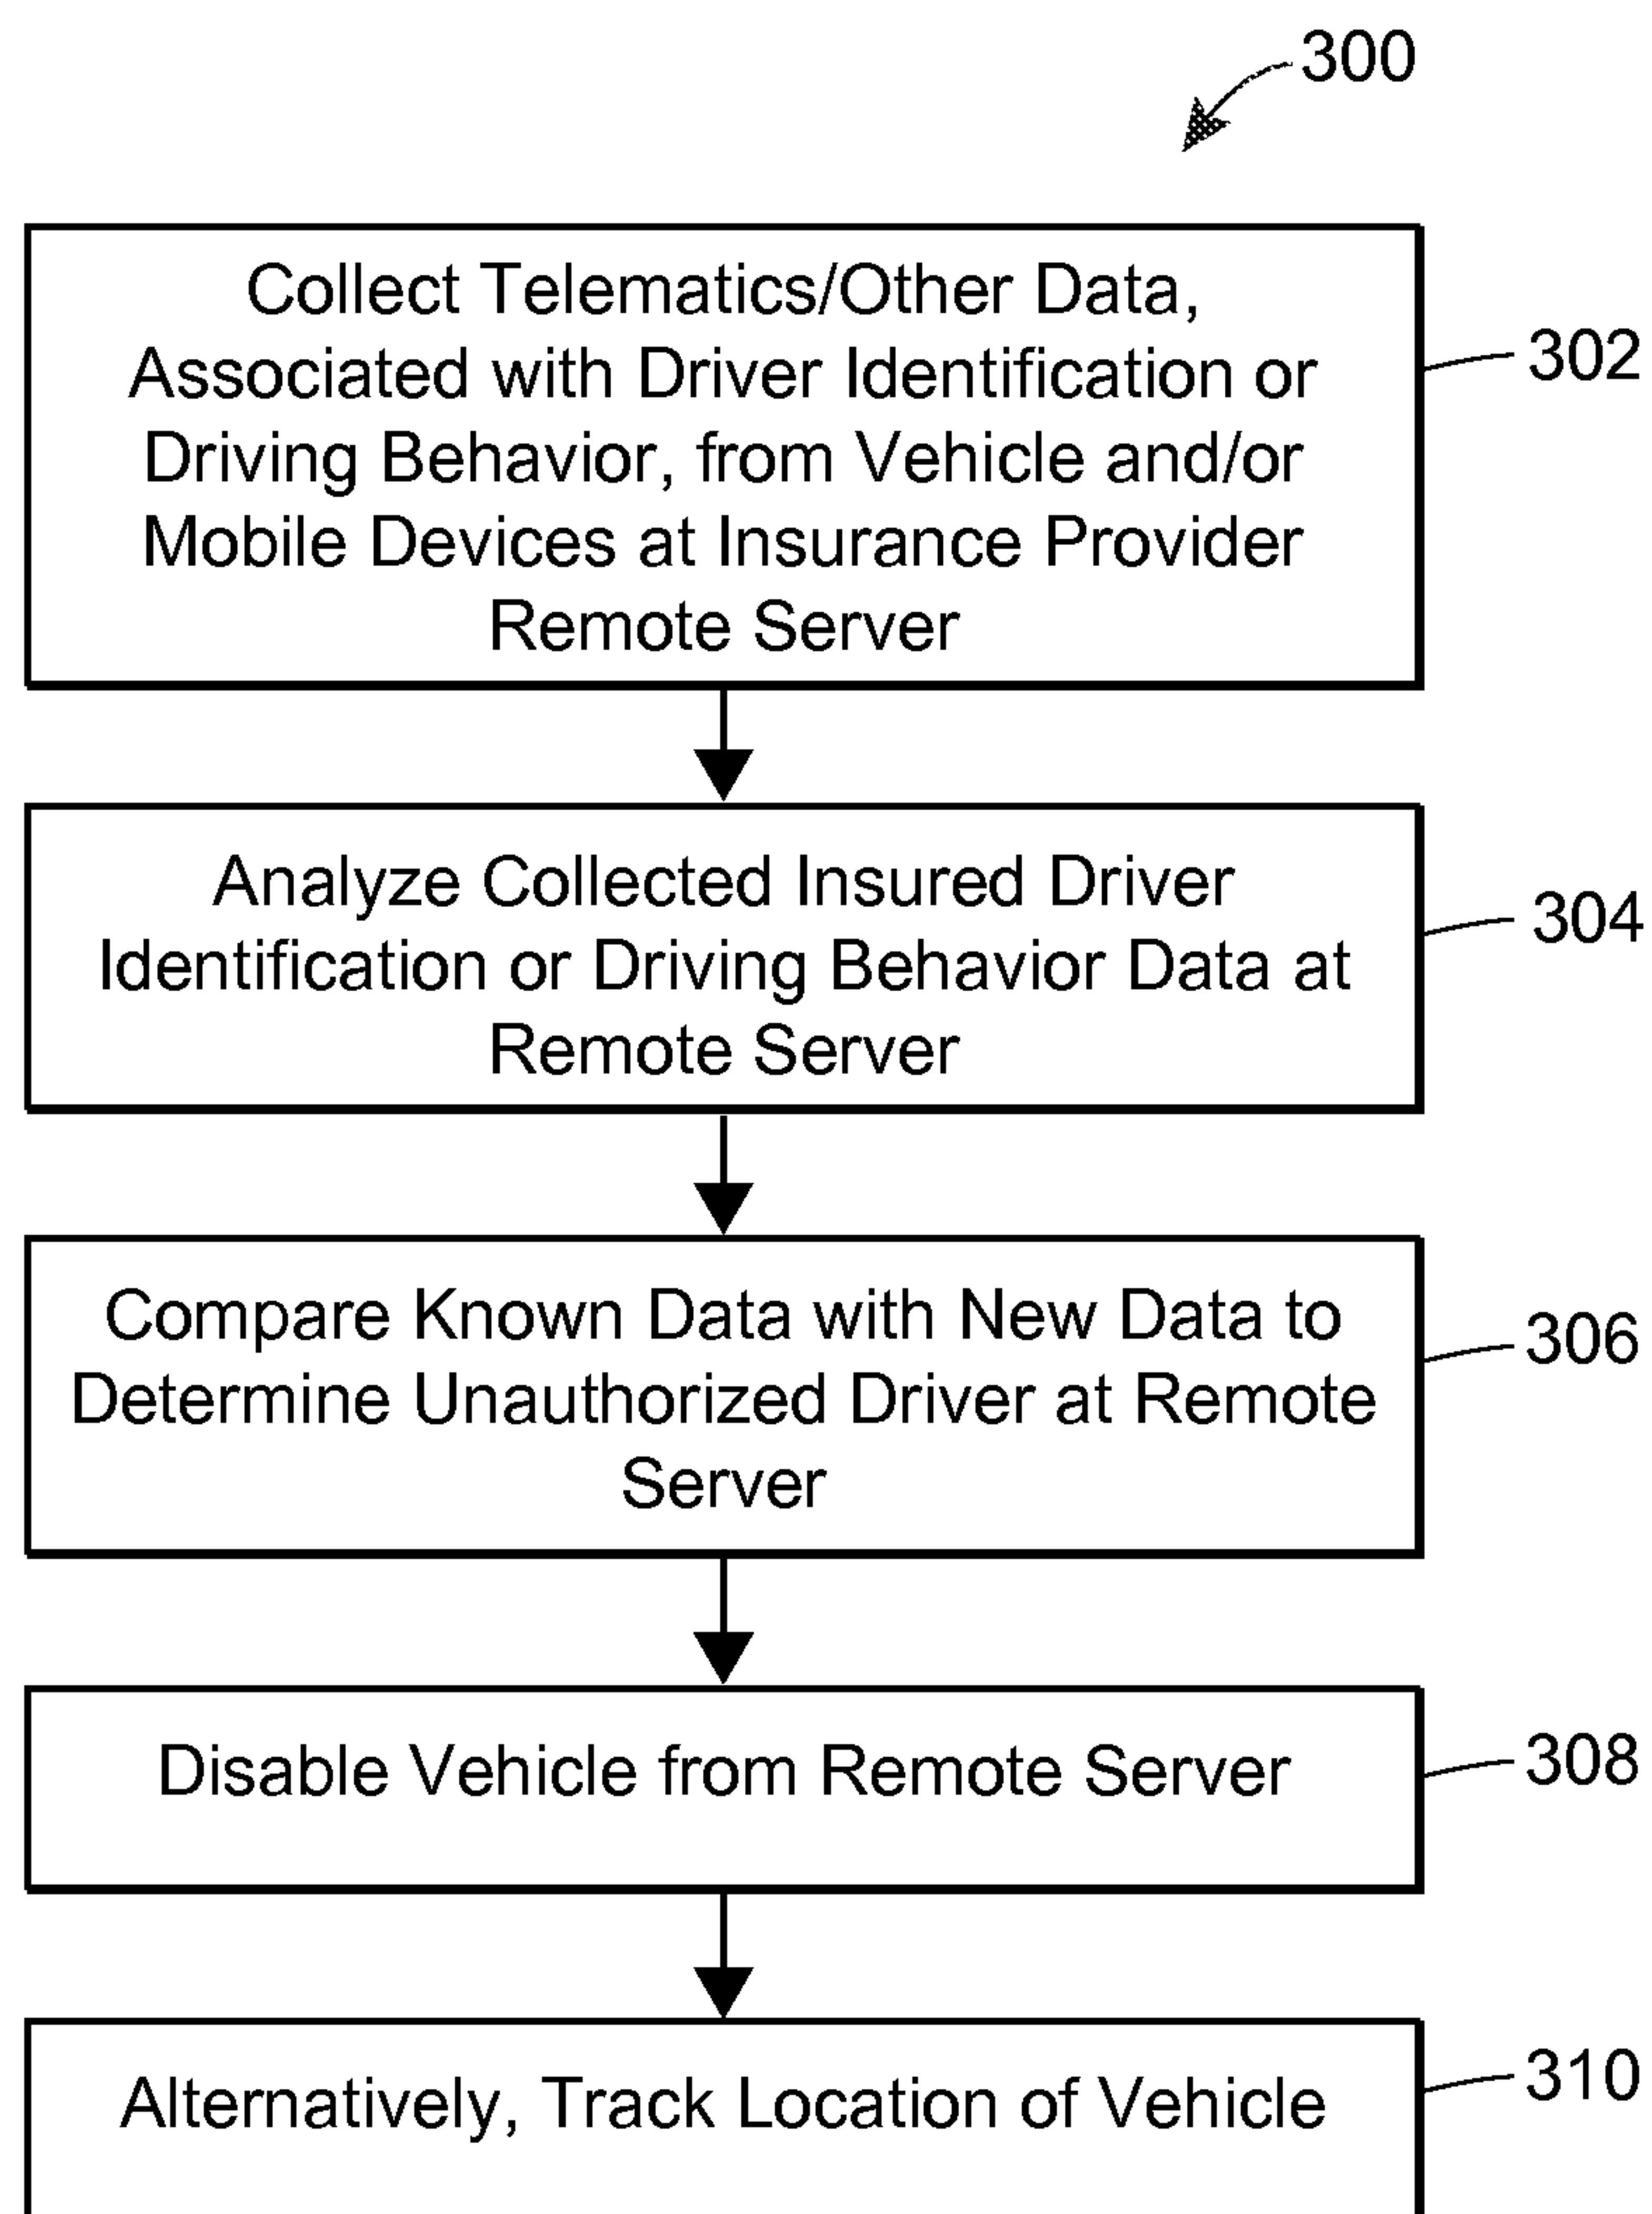 300
Collect Telematics/Other Data,
Associated with Driver Identification or
Driving Behavior, from Vehicle and/or
Mobile Devices at Insurance Provider
Remote Server
302
Analyze Collected Insured Driver
Identification or Driving Behavior Data at
Remote Server
304
Compare Known Data with New Data to
Determine Unauthorized Driver at Remote
Server
306
Disable Vehicle from Remote Server
308
Alternatively, Track Location of Vehicle
310